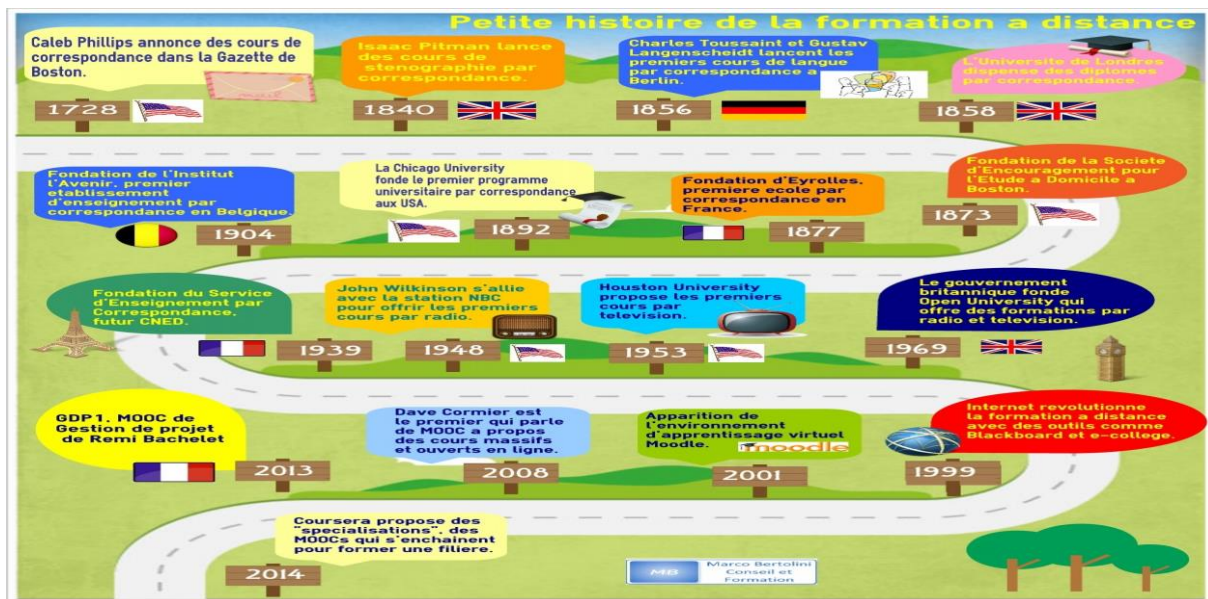 Petite histoire de la formation a distance
Caleb Phillips annonce des cours de
correspondance dans la Gazette de
Boston.
1728
Isaac Pitman lance
des cours de
stenographie par
correspondance.
1840
Charles Toussaint et Gustav
Langenscheidt lancent les
premiers cours de langue
par correspondance a
Berlin.
1856
L'Universite de Londres
dispense des diplomes
par correspondance.
1858
Fondation de la Societe
d'Encouragement pour
l'Etude a Domicile a
Boston.
1873
Fondation d'Eyrolles,
premiere ecole par
correspondance en
France.
1877
La Chicago University
fonde le premier programme
universitaire par correspondance
aux USA.
1892
Fondation de l'Institut
l'Avenir, premier
etablissement
d'enseignement par
correspondance en Belgique.
1904
Fondation du Service
d'Enseignement par
Correspondance,
futur CNED.
1939
John Wilkinson s'allie
avec la station NBC
pour offrir les premiers
cours par radio.
1948
Houston University
propose les premiers
cours par
television.
1953
Le gouvernement
britannique fonde
Open University qui
offre des formations par
radio et television.
1969
Internet revolutionne
la formation a distance
avec des outils comme
Blackboard et e-college.
1999
Apparition de
l'environnement
d'apprentissage virtuel
Moodle.
moodle
2001
Dave Cormier est
le premier qui parle
de MOOC a propos
des cours massifs
et ouverts en ligne.
2008
GDP1. MOOC de
Gestion de projet
de Remi Bachelet
2013
Coursera propose des
"specialisations", des
MOOCs qui s'enchainent
pour former une filiere.
2014
MB
Marco Bertolini
Conseil et
Formation